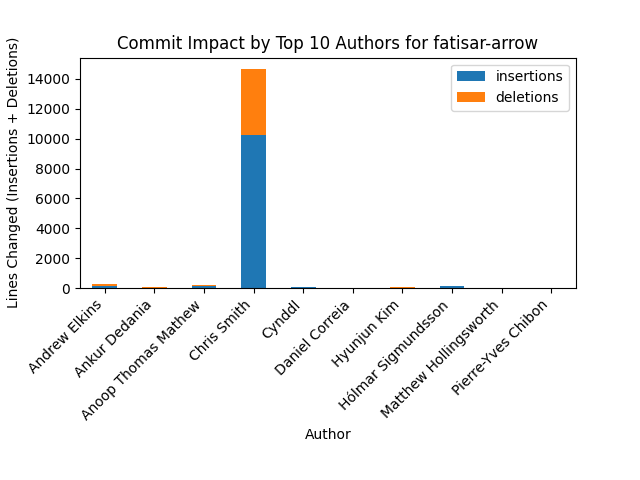 Commit Impact by Top 10 Authors for fatisar-arrow
Lines Changed (Insertions + Deletions)
14000
12000
10000
8000
6000
4000
2000
0
insertions
deletions
Andrew Elkins
Ankur Dedania
Anoop Thomas Mathew
Chris Smith
Cynddl
Daniel Correia
Hyunjun Kim
Hólmar Sigmundsson
Matthew Hollingsworth
Pierre-Yves Chibon
Author